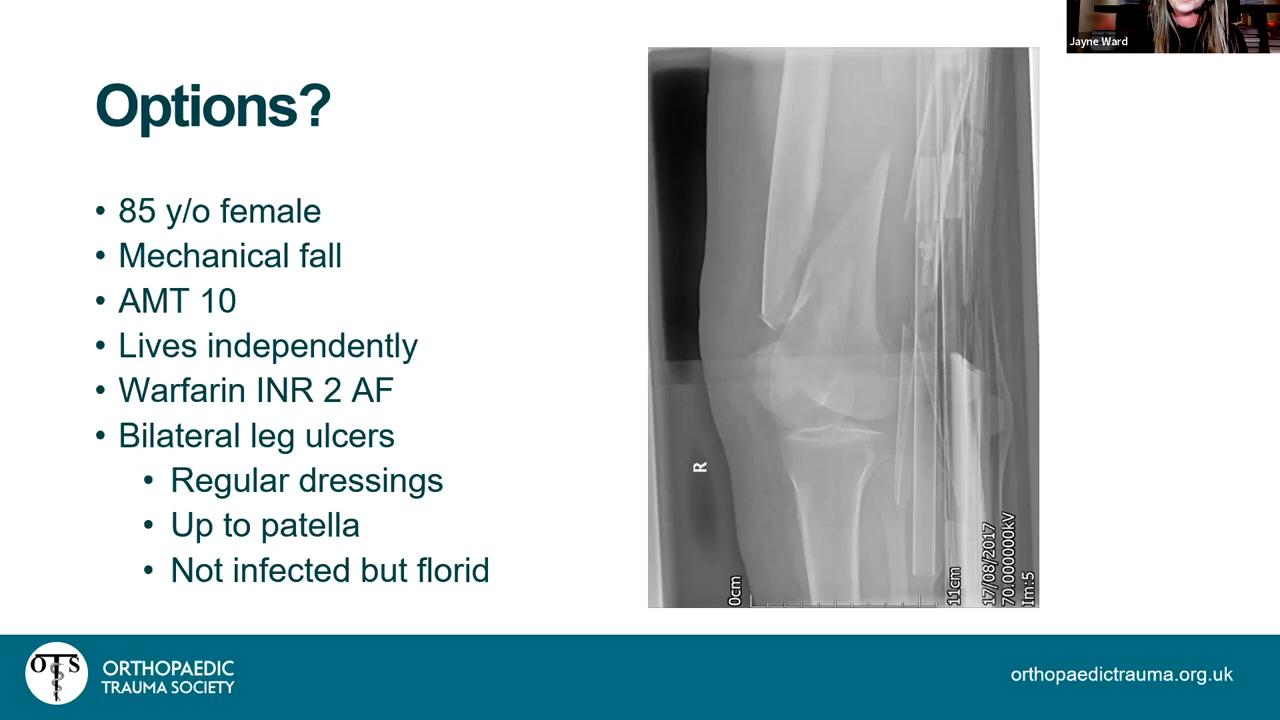 Jayne Ward
Options?
• 85 y/o female
• Mechanical fall
• AMT 10
• Lives independently
• Warfarin INR 2 AF
• Bilateral leg ulcers
• Regular dressings
• Up to patella
• Not infected but florid
R
0cm
11cm
17/08/2017
70.000000kV
Im:5
OTS
ORTHOPAEDIC
TRAUMA SOCIETY
orthopaedictrauma.org.uk